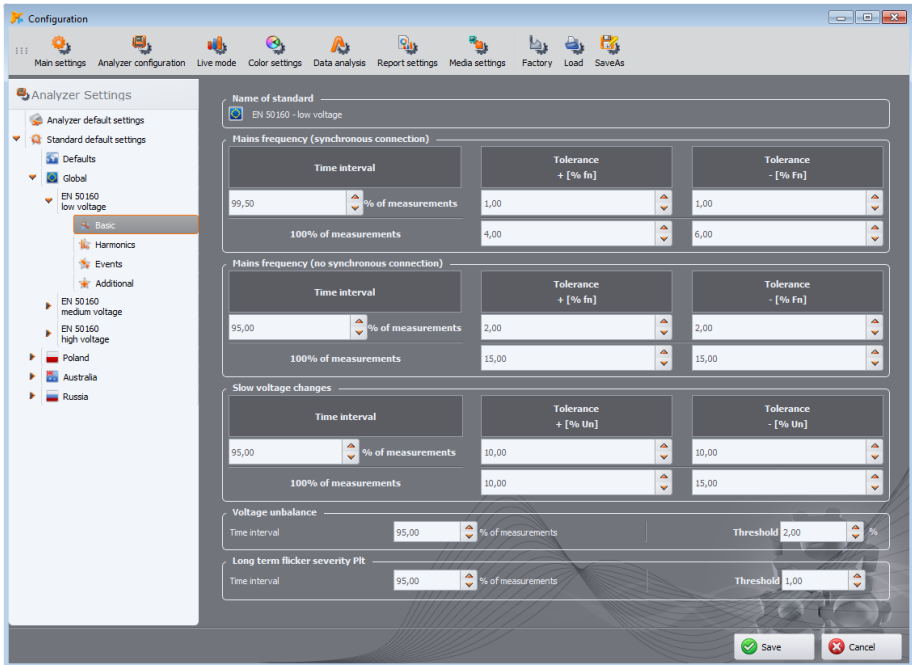 Configuration
Main settings Analyzer configuration Live mode Color settings Data analysis Report settings Media settings Factory Load SaveAs
Analyzer Settings
Analyzer default settings
Standard default settings
Defaults
Global
EN 50160
low voltage
Basic
Harmonics
Events
Additional
EN 50160
medium voltage
EN 50160
high voltage
Poland
Australia
Russia
Name of standard
EN 50160 - low voltage
Mains frequency (synchronous connection)
Time interval
Tolerance
+ [% fn]
Tolerance
- [% Fn]
99,50 % of measurements 1,00 1,00
100% of measurements 4,00 6,00
Mains frequency (no synchronous connection)
Time interval
Tolerance
+ [% fn]
Tolerance
- [% Fn]
95,00 % of measurements 2,00 2,00
100% of measurements 15,00 15,00
Slow voltage changes
Time interval
Tolerance
+ [% Un]
Tolerance
- [% Un]
95,00 % of measurements 10,00 10,00
100% of measurements 10,00 15,00
Voltage unbalance
Time interval 95,00 % of measurements Threshold 2,00 %
Long term flicker severity Plt
Time interval 95,00 % of measurements Threshold 1,00
Save Cancel